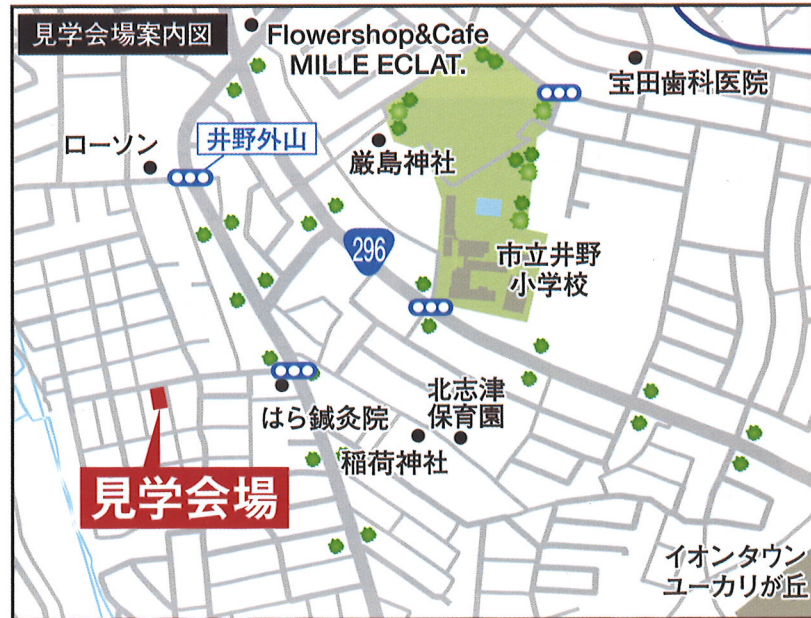 見学会場案内図
Flowershop&Cafe
MILLE ECLAT.
宝田歯科医院
ローソン
井野外山
厳島神社
296
市立井野
小学校
はら鍼灸院
北志津
保育園
稲荷神社
見学会場
イオンタウン
ユーカリが丘